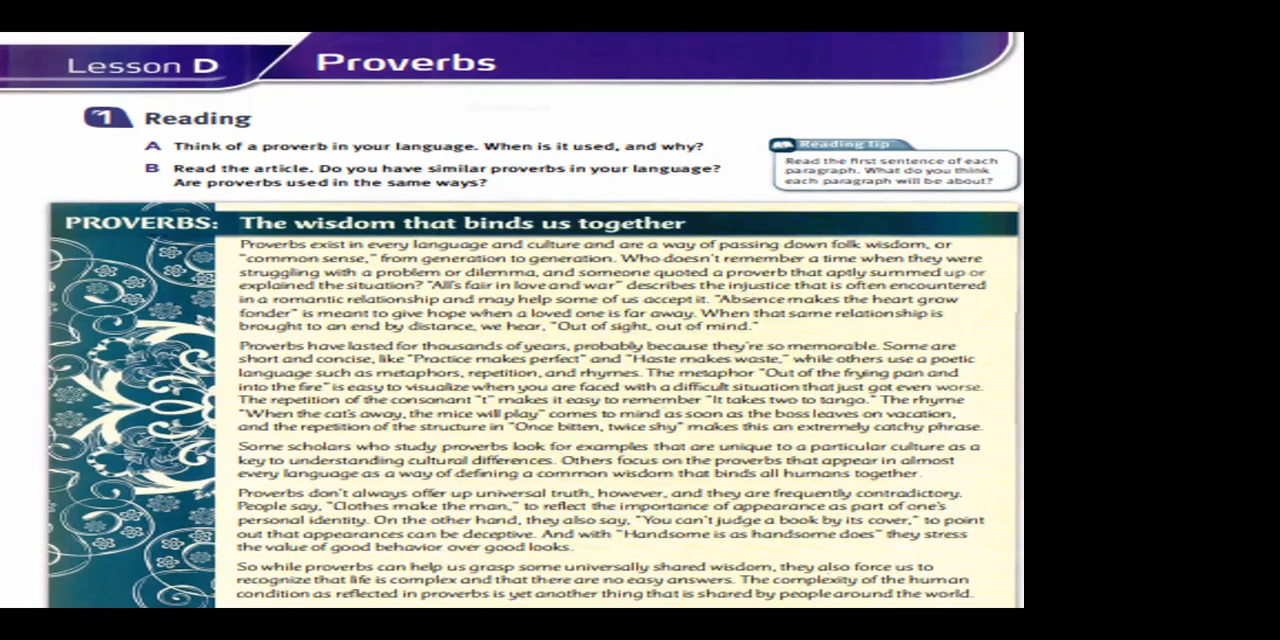 Lesson D Proverbs
1 Reading
A Think of a proverb in your language. When is it used, and why?
B Read the article. Do you have similar proverbs in your language?
Are proverbs used in the same ways?
Reading tip
Read the first sentence of each
paragraph. What do you think
each paragraph will be about?
PROVERBS: The wisdom that binds us together
Proverbs exist in every language and culture and are a way of passing down folk wisdom, or
"common sense," from generation to generation. Who doesn't remember a time when they were
struggling with a problem or dilemma, and someone quoted a proverb that aptly summed up or
explained the situation? "All's fair in love and war" describes the injustice that is often encountered
in a romantic relationship and may help some of us accept it. "Absence makes the heart grow
fonder" is meant to give hope when a loved one is far away. When that same relationship is
brought to an end by distance, we hear, "Out of sight, out of mind."
Proverbs have lasted for thousands of years, probably because they're so memorable. Some are
short and concise, like "Practice makes perfect" and "Haste makes waste," while others use a poetic
language such as metaphors, repetition, and rhymes. The metaphor "Out of the frying pan and
into the fire" is easy to visualize when you are faced with a difficult situation that just got even worse.
The repetition of the consonant "t" makes it easy to remember "It takes two to tango." The rhyme
"When the cat's away, the mice will play" comes to mind as soon as the boss leaves on vacation,
and the repetition of the structure in "Once bitten, twice shy" makes this an extremely catchy phrase.
Some scholars who study proverbs look for examples that are unique to a particular culture as a
key to understanding cultural differences. Others focus on the proverbs that appear in almost
every language as a way of defining a common wisdom that binds all humans together.
Proverbs don't always offer up universal truth, however, and they are frequently contradictory.
People say, "Clothes make the man," to reflect the importance of appearance as part of one's
personal identity. On the other hand, they also say, "You can't judge a book by its cover," to point
out that appearances can be deceptive. And with "Handsome is as handsome does" they stress
the value of good behavior over good looks.
So while proverbs can help us grasp some universally shared wisdom, they also force us to
recognize that life is complex and that there are no easy answers. The complexity of the human
condition as reflected in proverbs is yet another thing that is shared by people around the world.